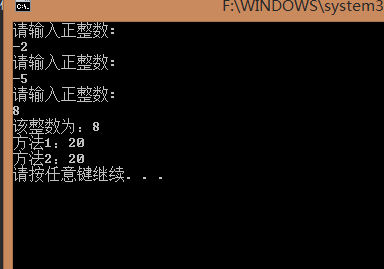 F:\WINDOWS\system3
请输入正整数:
-2
请输入正整数:
-5
请输入正整数:
8
该整数为:8
方法1:20
方法2:20
请按任意键继续. . .